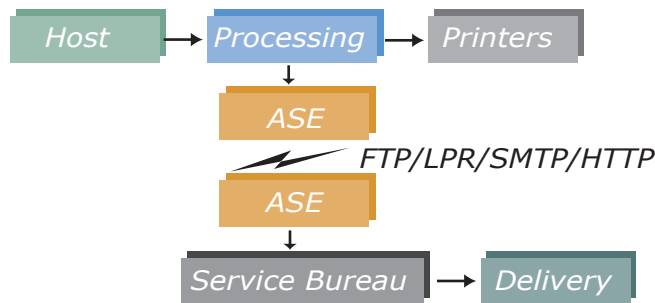 Host
Processing
Printers
ASE
FTP/LPR/SMTP/HTTP
ASE
Service Bureau
Delivery